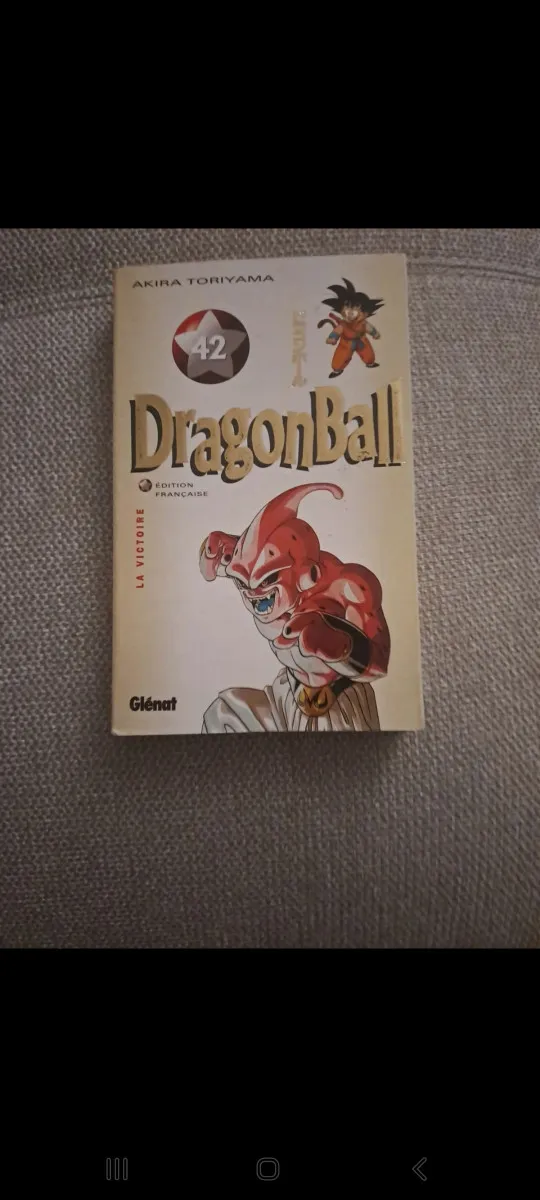 AKIRA TORIYAMA
42
DragonBall
ÉDITION
FRANÇAISE
LA VICTOIRE
Glénat